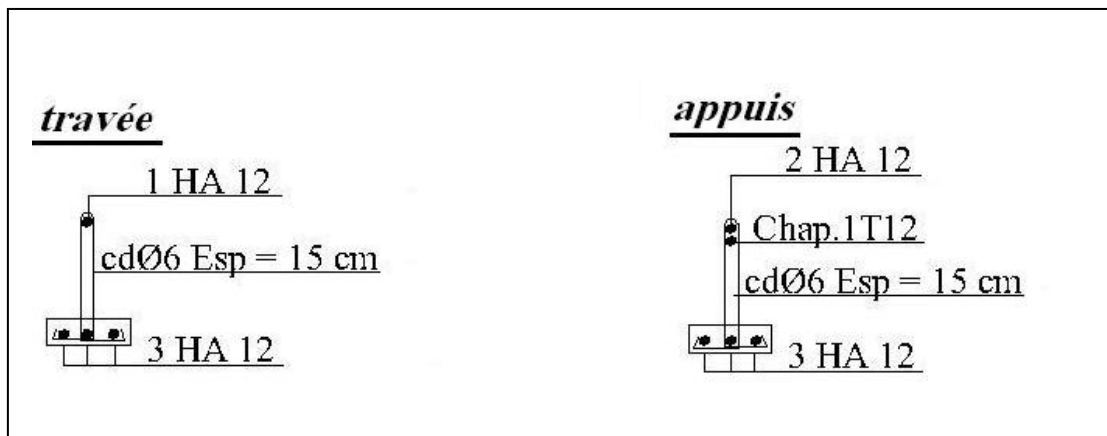 travée
1 HA 12
cdØ6 Esp = 15 cm
3 HA 12
appuis
2 HA 12
Chap.1T12
cdØ6 Esp = 15 cm
3 HA 12